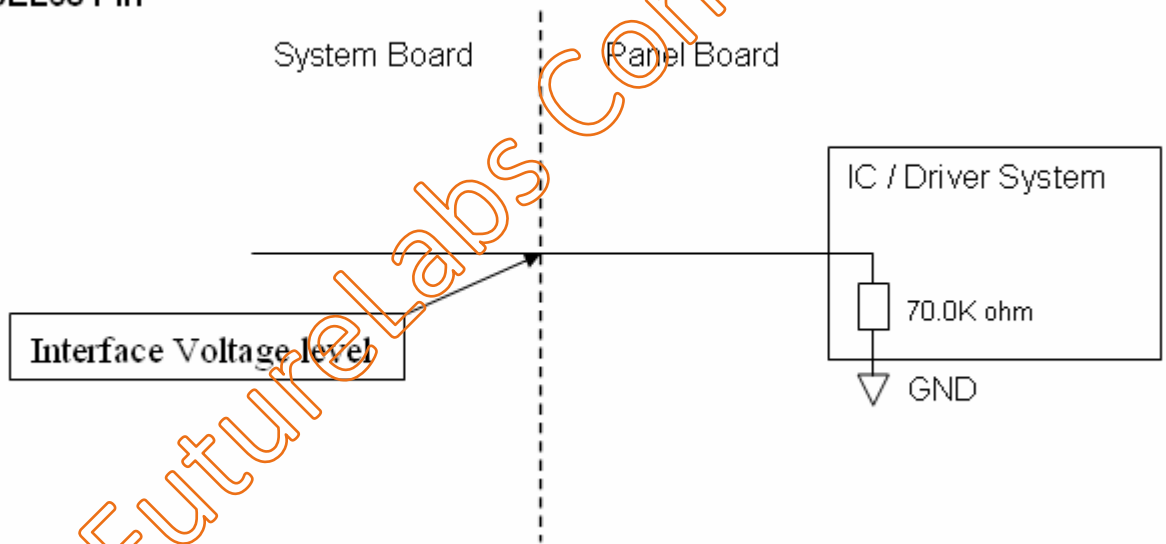 System Board
Panel Board
IC / Driver System
70.0K ohm
Interface Voltage level
GND
FutureLabs Con